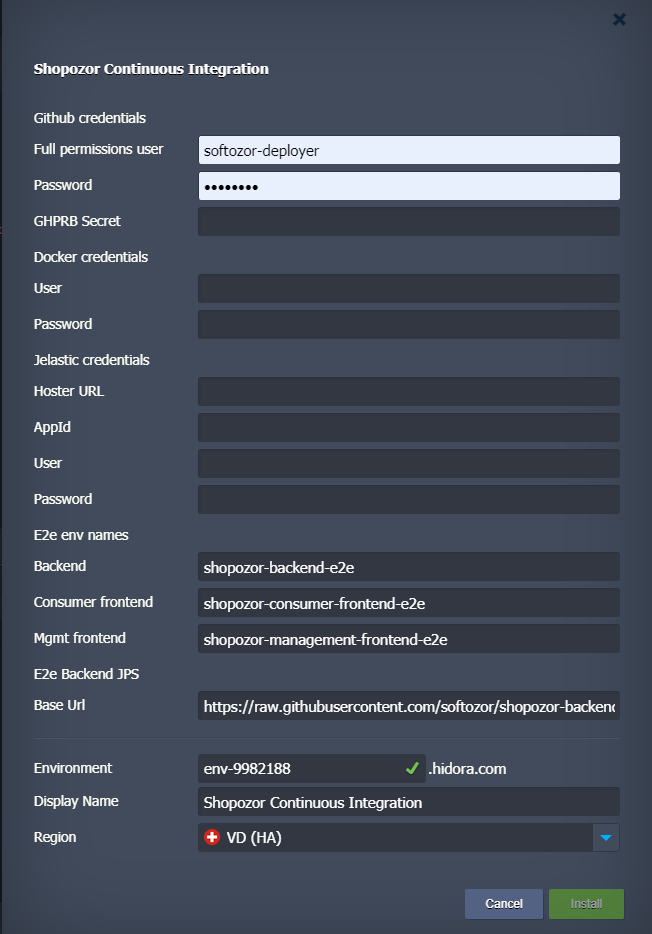 Shopozor Continuous Integration
Github credentials
Full permissions user softozor-deployer
Password ••••••••
GHPRB Secret
Docker credentials
User
Password
Jelastic credentials
Hoster URL
AppId
User
Password
E2e env names
Backend shopozor-backend-e2e
Consumer frontend shopozor-consumer-frontend-e2e
Mgmt frontend shopozor-management-frontend-e2e
E2e Backend JPS
Base Url https://raw.githubusercontent.com/softozor/shopozor-backend
Environment env-9982188 .hidora.com
Display Name Shopozor Continuous Integration
Region VD (HA)
Cancel Install